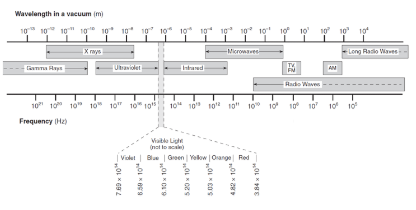 Wavelength in a vacuum (m)
10⁻¹³ 10⁻¹² 10⁻¹¹ 10⁻¹⁰ 10⁻⁹ 10⁻⁸ 10⁻⁷ 10⁻⁶ 10⁻⁵ 10⁻⁴ 10⁻³ 10⁻² 10⁻¹ 10⁰ 10¹ 10² 10³ 10⁴
X rays Microwaves Long Radio Waves
Gamma Rays Ultraviolet Infrared TV, FM AM
Radio Waves
10²¹ 10²⁰ 10¹⁹ 10¹⁸ 10¹⁷ 10¹⁶ 10¹⁵ 10¹⁴ 10¹³ 10¹² 10¹¹ 10¹⁰ 10⁹ 10⁸ 10⁷ 10⁶ 10⁵
Frequency (Hz)
Visible Light
(not to scale)
Violet Blue Green Yellow Orange Red
7.69 × 10¹⁴
6.59 × 10¹⁴
6.10 × 10¹⁴
5.20 × 10¹⁴
5.03 × 10¹⁴
4.82 × 10¹⁴
3.84 × 10¹⁴